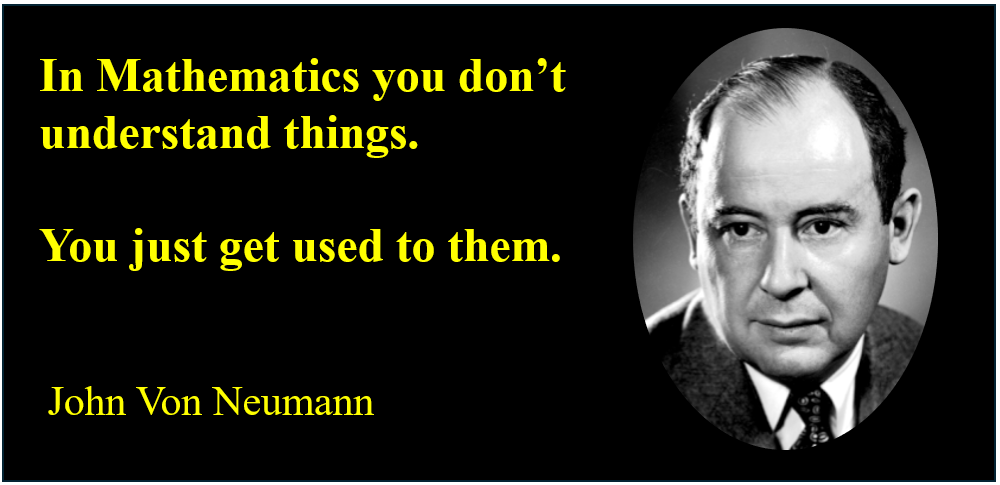 In Mathematics you don’t
understand things.
You just get used to them.
John Von Neumann